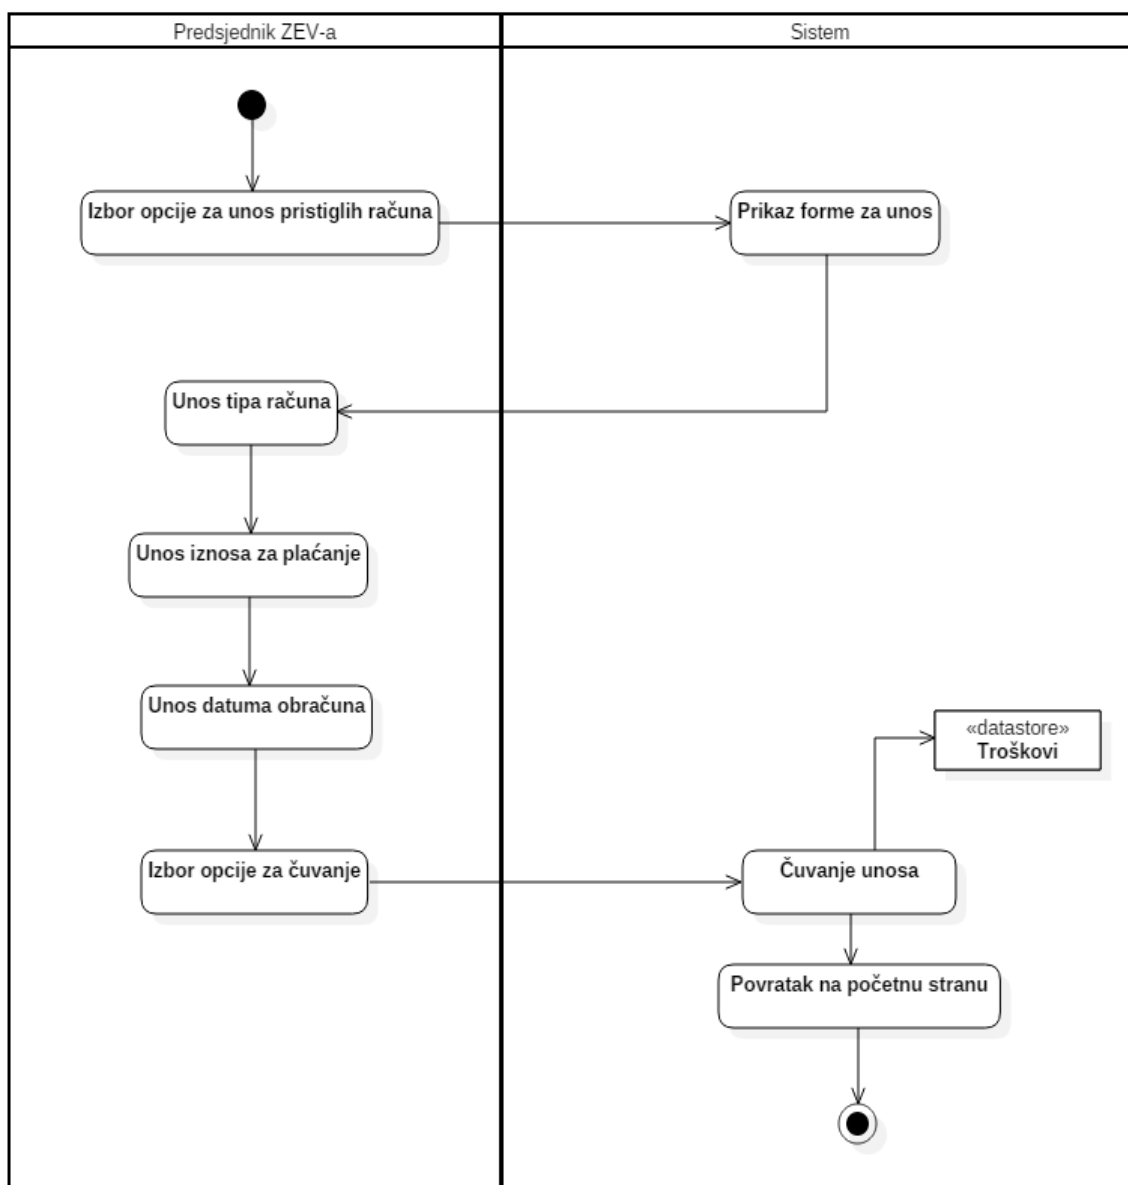 Predsjednik ZEV-a
Sistem
Izbor opcije za unos pristiglih računa
Prikaz forme za unos
Unos tipa računa
Unos iznosa za plaćanje
Unos datuma obračuna
«datastore»
Troškovi
Izbor opcije za čuvanje
Čuvanje unosa
Povratak na početnu stranu